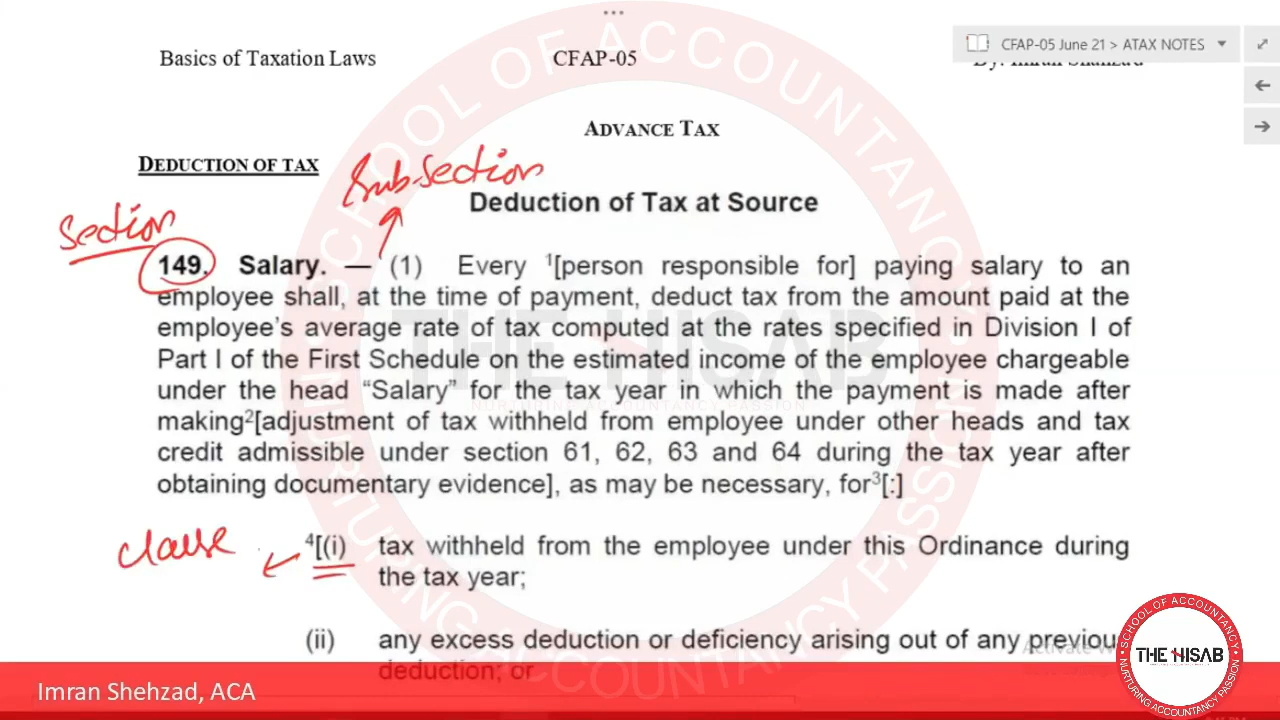 Basics of Taxation Laws CFAP-05
CFAP-05 June 21 > ATAX NOTES
ADVANCE TAX
DEDUCTION OF TAX
Sub-Section
Deduction of Tax at Source
Section
149. Salary. — (1) Every ¹[person responsible for] paying salary to an
employee shall, at the time of payment, deduct tax from the amount paid at the
employee's average rate of tax computed at the rates specified in Division I of
Part I of the First Schedule on the estimated income of the employee chargeable
under the head “Salary” for the tax year in which the payment is made after
making²[adjustment of tax withheld from employee under other heads and tax
credit admissible under section 61, 62, 63 and 64 during the tax year after
obtaining documentary evidence], as may be necessary, for³[:]
clause
⁴[(i) tax withheld from the employee under this Ordinance during
the tax year;
(ii) any excess deduction or deficiency arising out of any previou
deduction; or
Imran Shehzad, ACA
SCHOOL OF ACCOUNTANCY
THE HISAB
NURTURING ACCOUNTANCY PASSION